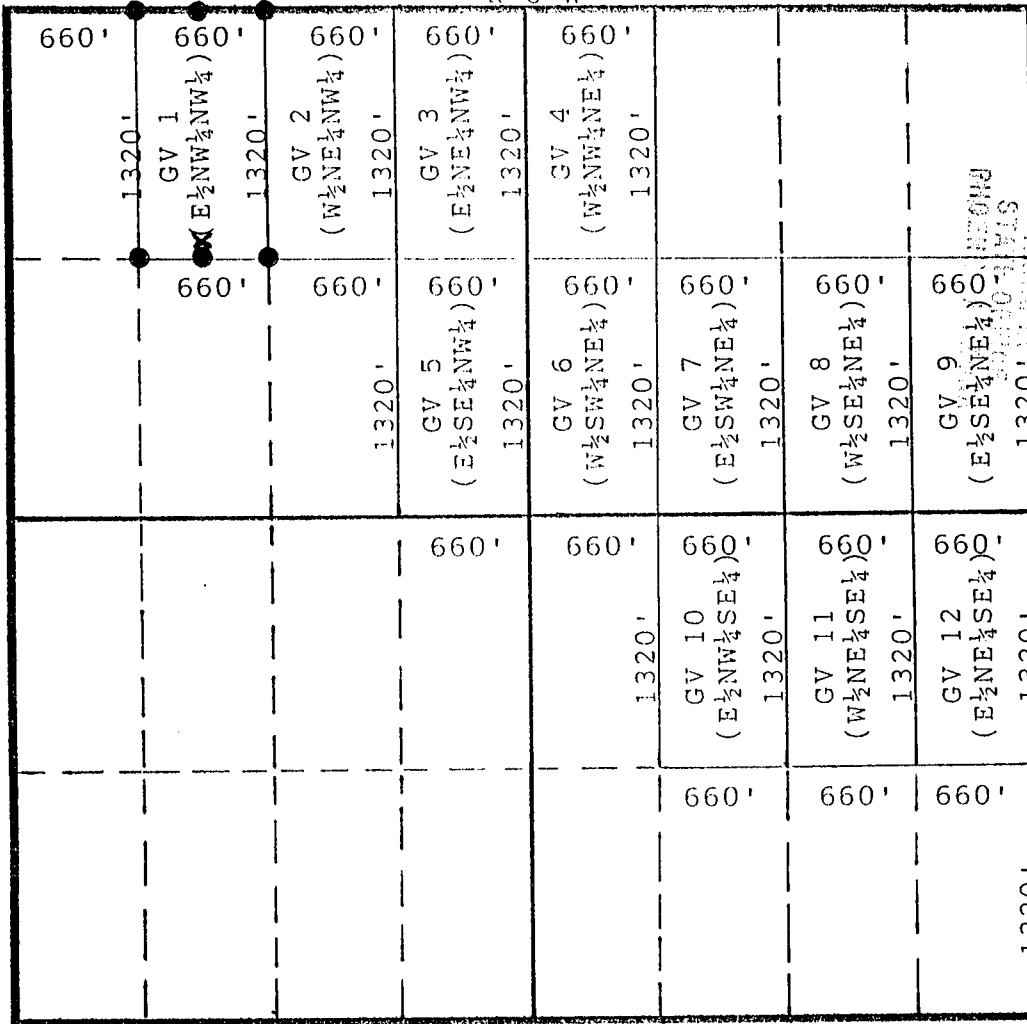 660' 660' 660' 660' 660'
1320'
GV 1
(E½NW¼NW¼)
1320'
GV 2
(W½NE¼NW¼)
1320'
GV 3
(E½NE¼NW¼)
1320'
GV 4
(W½NW¼NE¼)
1320'
660' 660' 660' 660' 660' 660' 660'
1320'
GV 5
(E½SE¼NW¼)
1320'
GV 6
(W½SW¼NE¼)
1320'
GV 7
(E½SW¼NE¼)
1320'
GV 8
(W½SE¼NE¼)
1320'
GV 9
(E½SE¼NE¼)
1320'
660' 660' 660' 660' 660'
1320'
GV 10
(E½NW¼SE¼)
1320'
GV 11
(W½NE¼SE¼)
1320'
GV 12
(E½NE¼SE¼)
1320'
660' 660' 660'
1320'